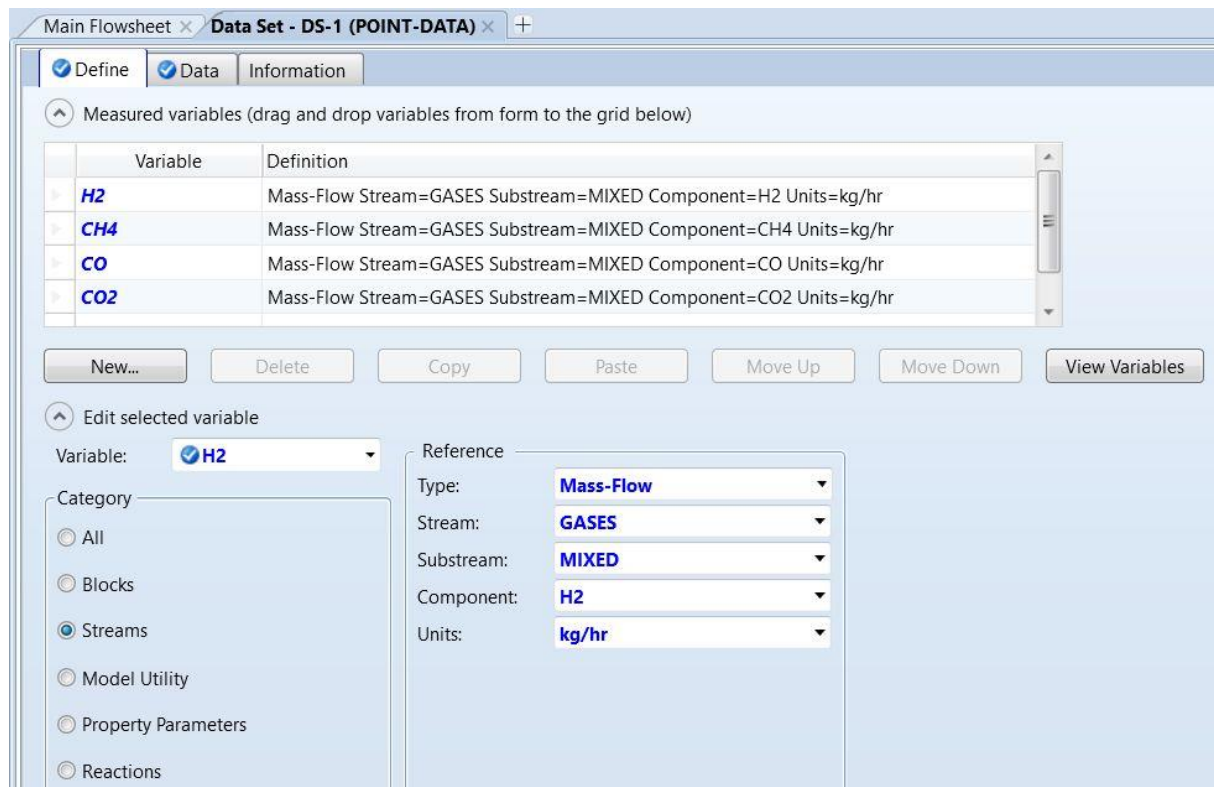 Main Flowsheet × Data Set - DS-1 (POINT-DATA) × +
Define Data Information
Measured variables (drag and drop variables from form to the grid below)
Variable Definition
H2 Mass-Flow Stream=GASES Substream=MIXED Component=H2 Units=kg/hr
CH4 Mass-Flow Stream=GASES Substream=MIXED Component=CH4 Units=kg/hr
CO Mass-Flow Stream=GASES Substream=MIXED Component=CO Units=kg/hr
CO2 Mass-Flow Stream=GASES Substream=MIXED Component=CO2 Units=kg/hr
New... Delete Copy Paste Move Up Move Down View Variables
Edit selected variable
Variable: H2
Category
All
Blocks
Streams
Model Utility
Property Parameters
Reactions
Reference
Type: Mass-Flow
Stream: GASES
Substream: MIXED
Component: H2
Units: kg/hr